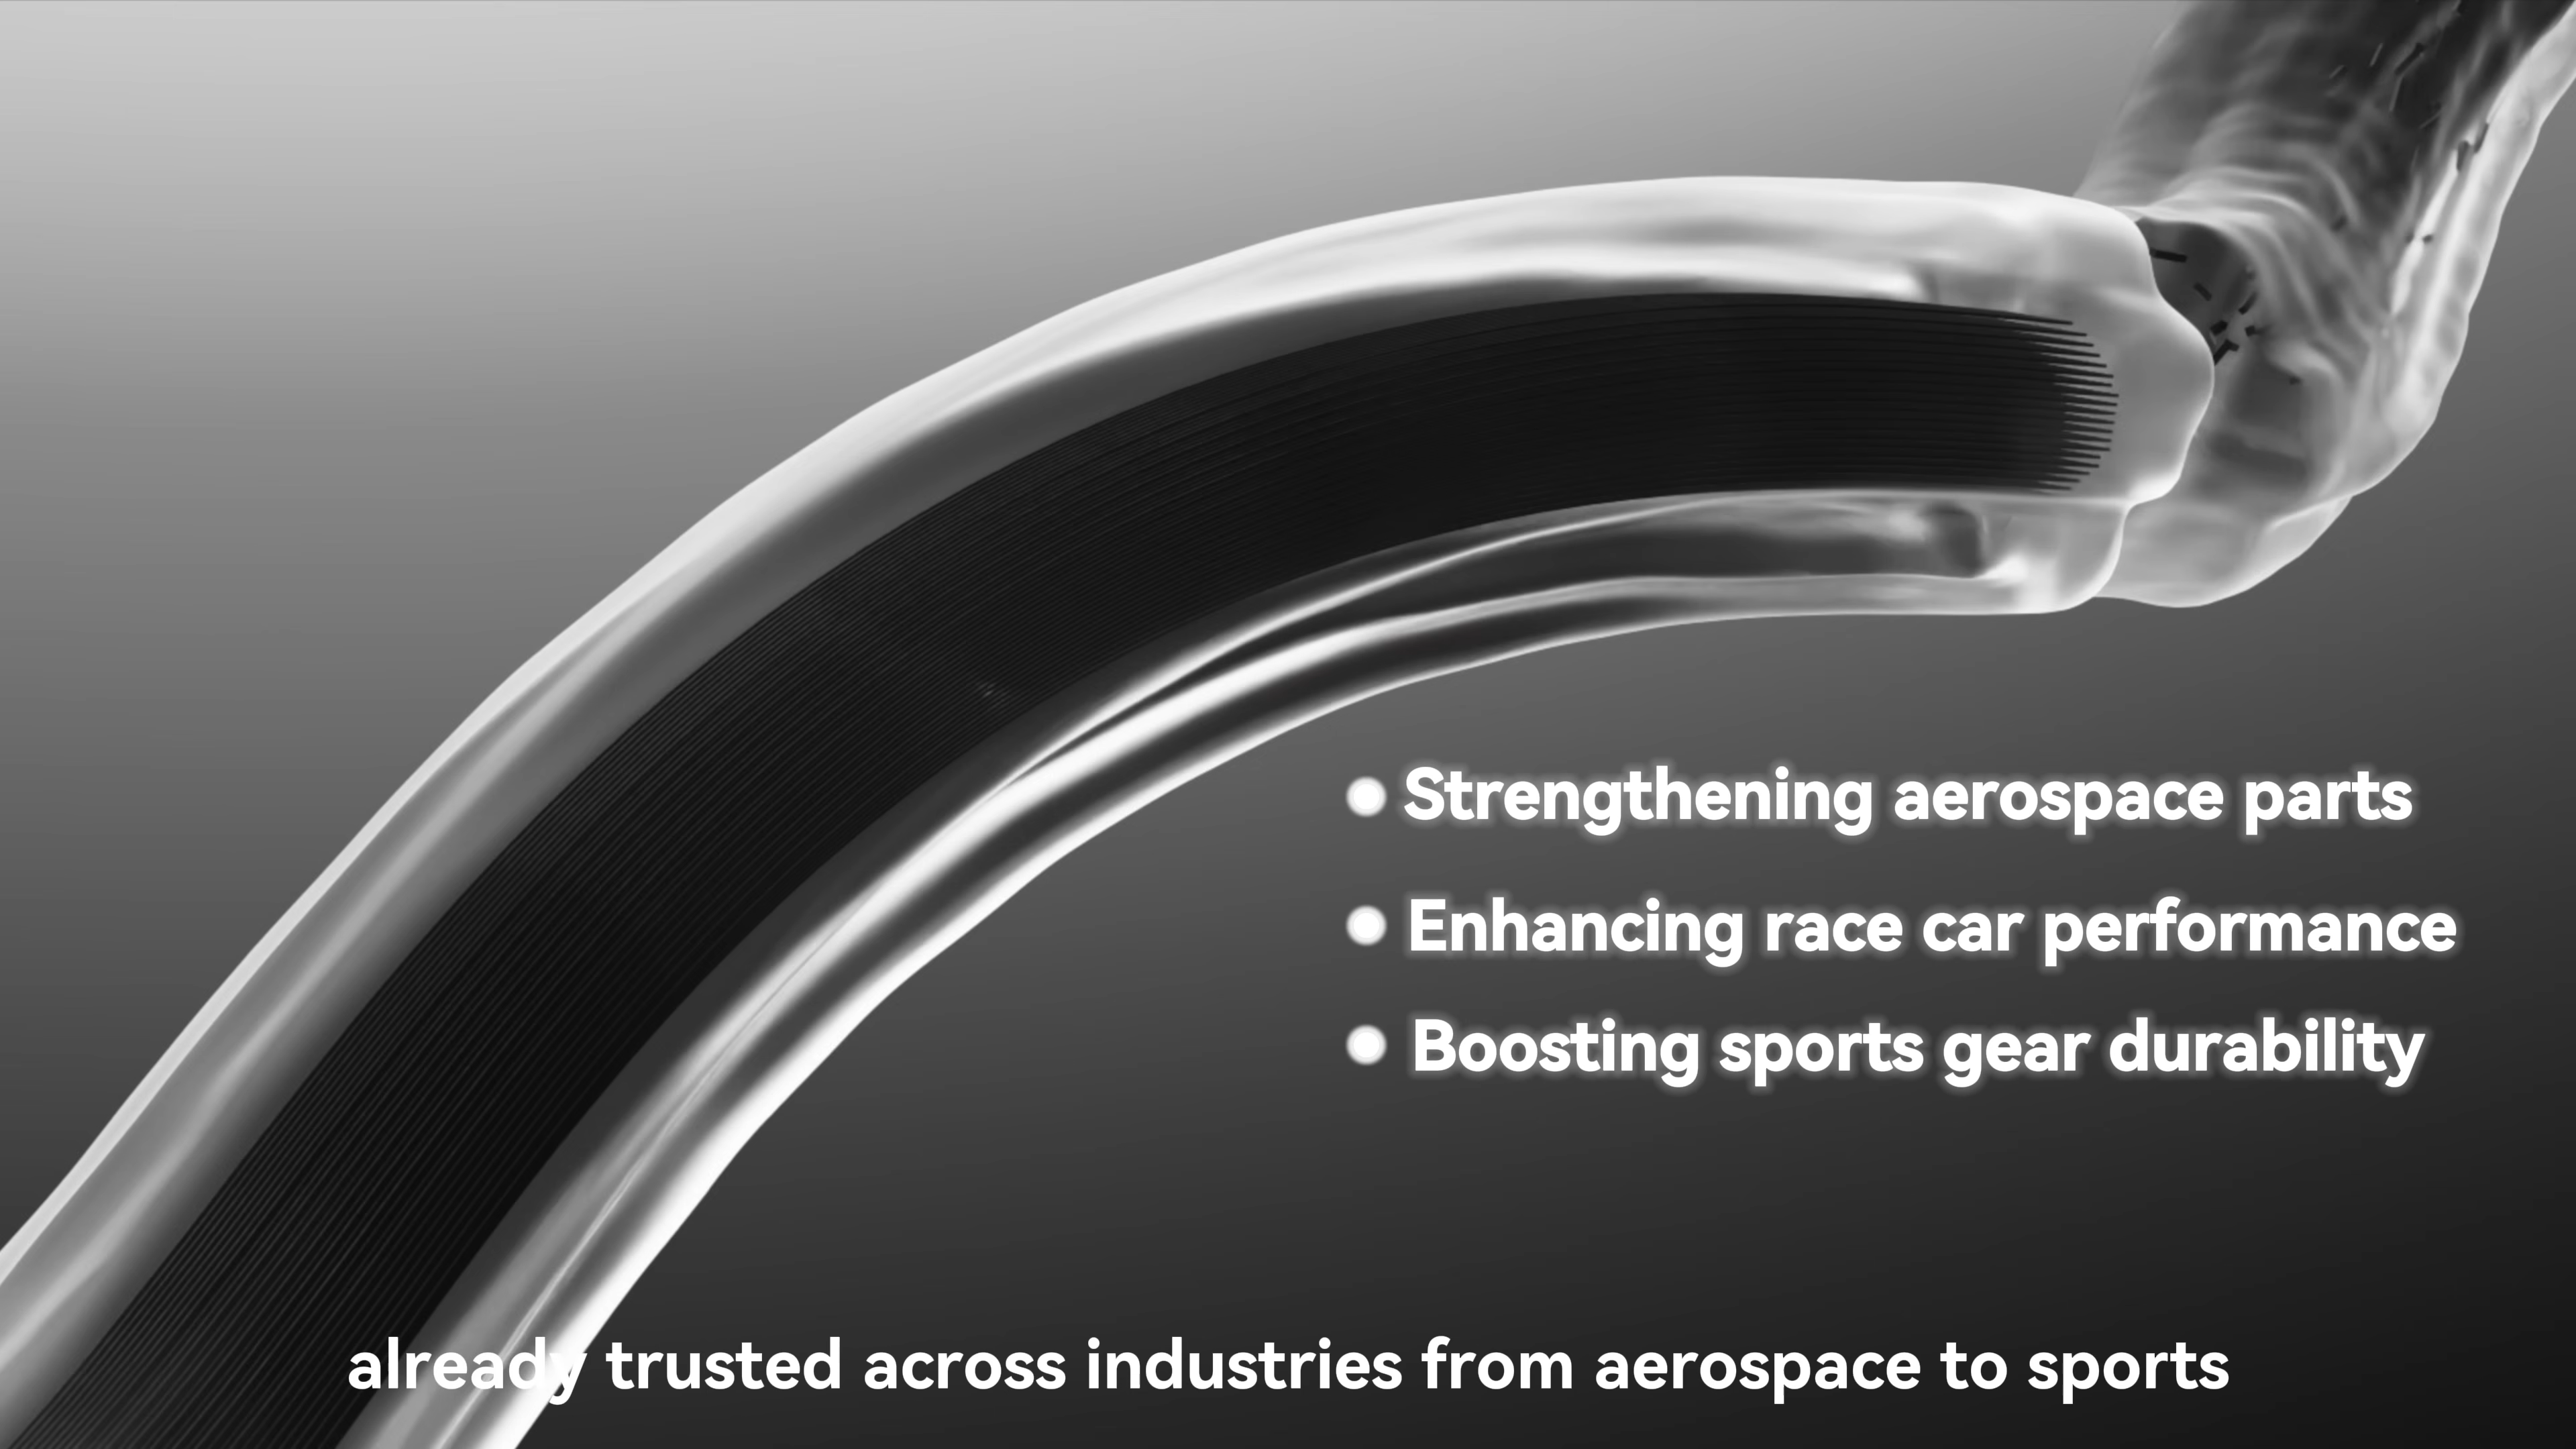 • Strengthening aerospace parts
• Enhancing race car performance
• Boosting sports gear durability
already trusted across industries from aerospace to sports